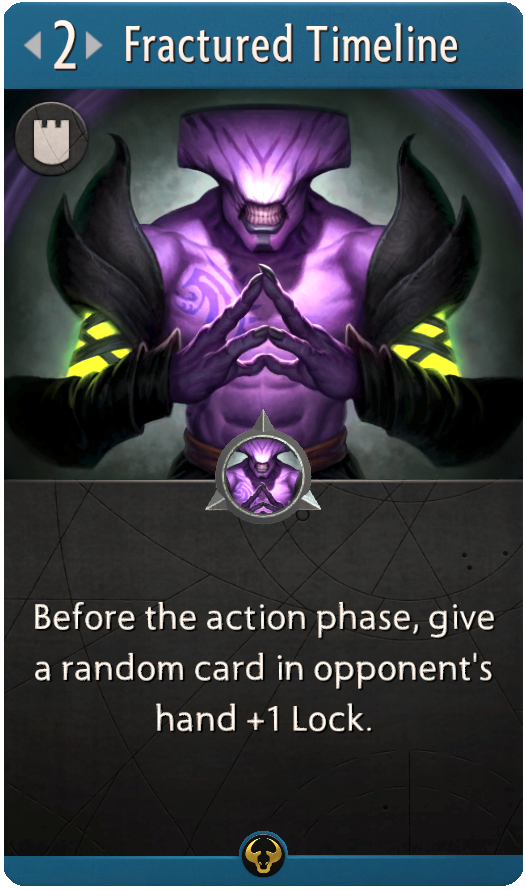 2 Fractured Timeline
Before the action phase, give
a random card in opponent's
hand +1 Lock.